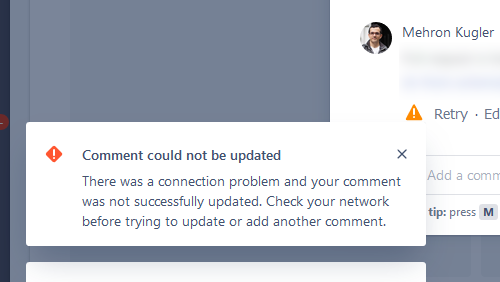 Mehron Kugler
Retry · Ed
Comment could not be updated
There was a connection problem and your comment
was not successfully updated. Check your network
before trying to update or add another comment.
Add a comm
tip: press M